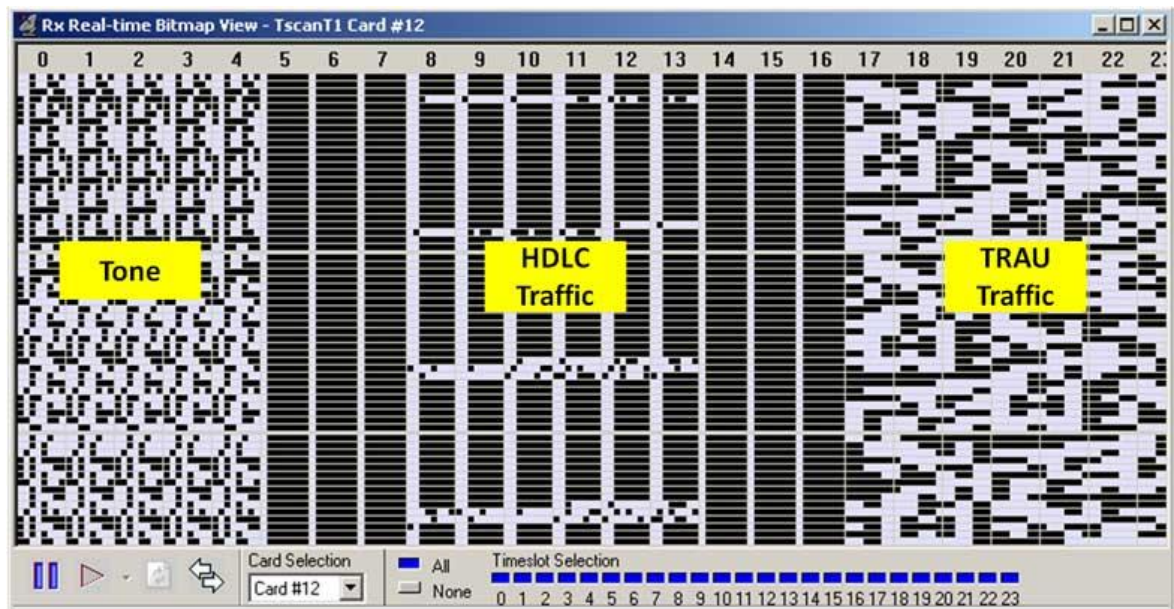 Rx Real-time Bitmap View - TscanT1 Card #12
0 1 2 3 4 5 6 7 8 9 10 11 12 13 14 15 16 17 18 19 20 21 22 2:
Tone
HDLC
Traffic
TRAU
Traffic
Card Selection
Card #12
All
None
Timeslot Selection
0 1 2 3 4 5 6 7 8 9 10 11 12 13 14 15 16 17 18 19 20 21 22 23